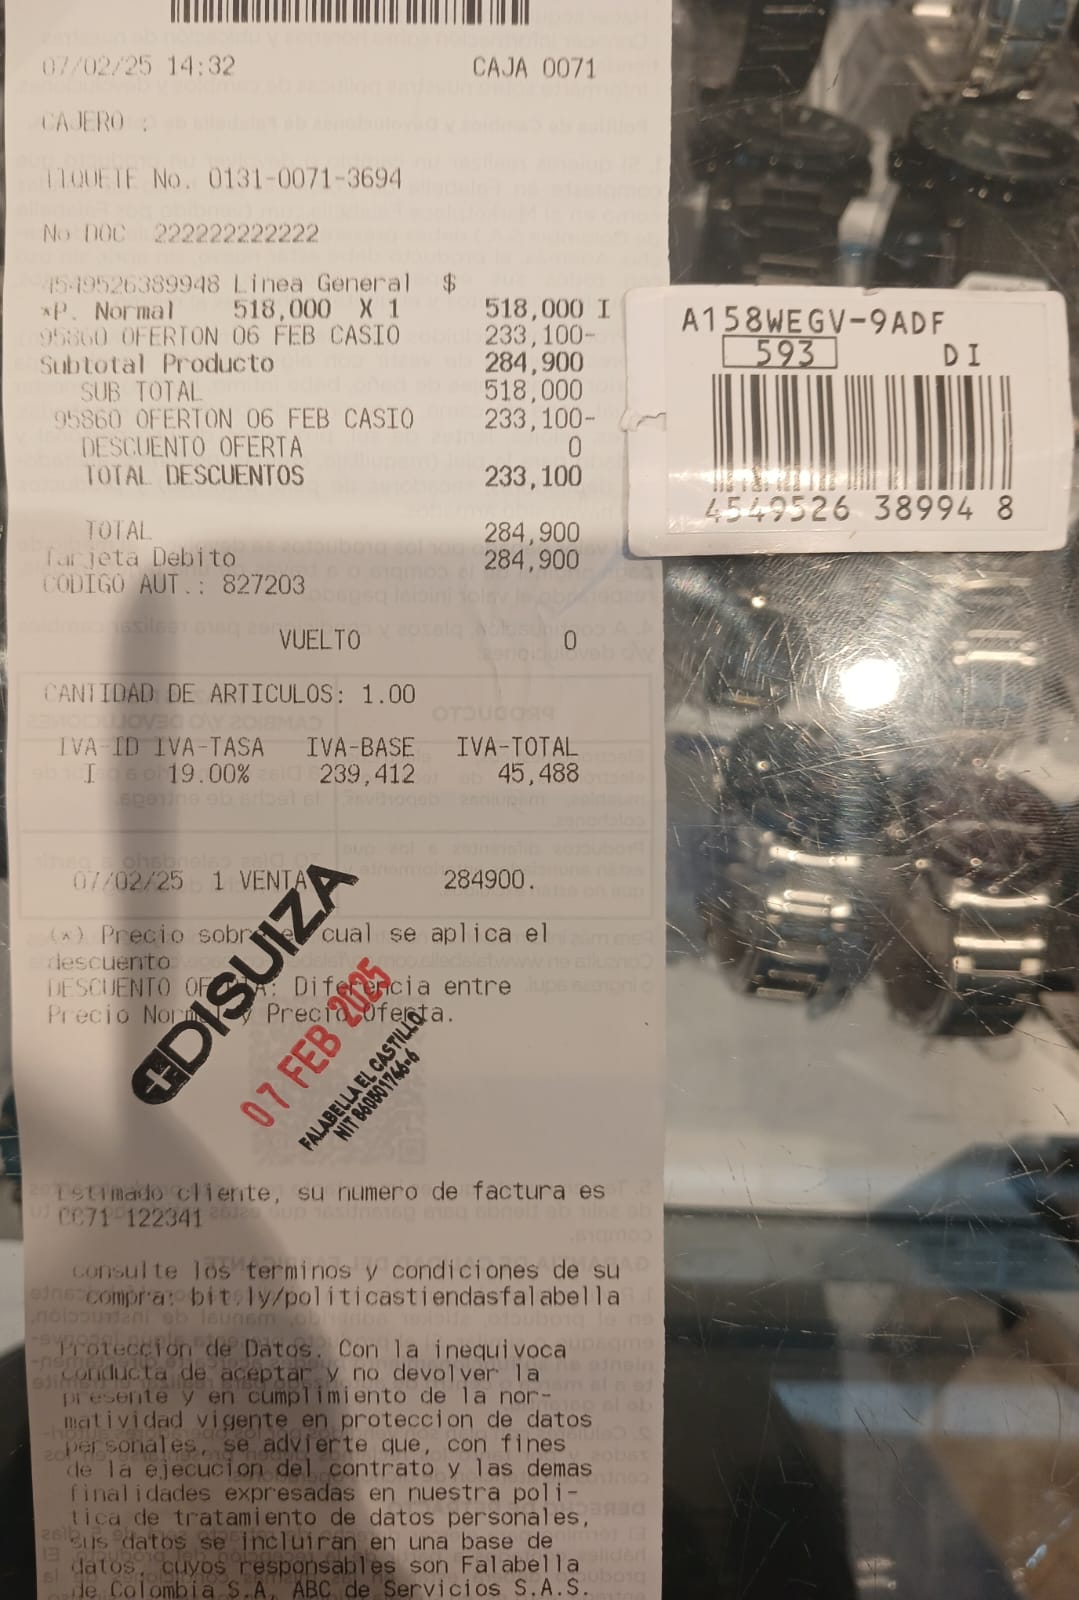 07/02/25 14:32 CAJA 0071
CAJERO :
TIQUETE No. 0131-0071-3694
No DOC 222222222222
4549526389948 Linea General $
*P. Normal 518,000 X 1 518,000 I
95860 OFERTON 06 FEB CASIO 233,100-
Subtotal Producto 284,900
SUB TOTAL 518,000
95860 OFERTON 06 FEB CASIO 233,100-
DESCUENTO OFERTA 0
TOTAL DESCUENTOS 233,100
TOTAL 284,900
Tarjeta Debito 284,900
CODIGO AUT.: 827203
VUELTO 0
CANTIDAD DE ARTICULOS: 1.00
IVA-ID IVA-TASA IVA-BASE IVA-TOTAL
I 19.00% 239,412 45,488
07/02/25 1 VENTA 284900.
(*) Precio sobre el cual se aplica el
descuento
DESCUENTO OFERTA: Diferencia entre
Precio Normal y Precio Oferta.
DISUIZA
07 FEB 2025
FALABELLA EL CASTILLO
NIT 860501766-6
Estimado cliente, su numero de factura es
CC71 122341
consulte los terminos y condiciones de su
compra: bit.ly/politicastiendasfalabella
Proteccion de Datos. Con la inequivoca
conducta de aceptar y no devolver la
presente y en cumplimiento de la nor-
matividad vigente en proteccion de datos
personales, se advierte que, con fines
de la ejecucion del contrato y las demas
finalidades expresadas en nuestra poli-
tica de tratamiento de datos personales,
sus datos se incluiran en una base de
datos, cuyos responsables son Falabella
de Colombia S.A, ABC de Servicios S.A.S.
A158WEGV-9ADF
593 DI
4549526 38994 8